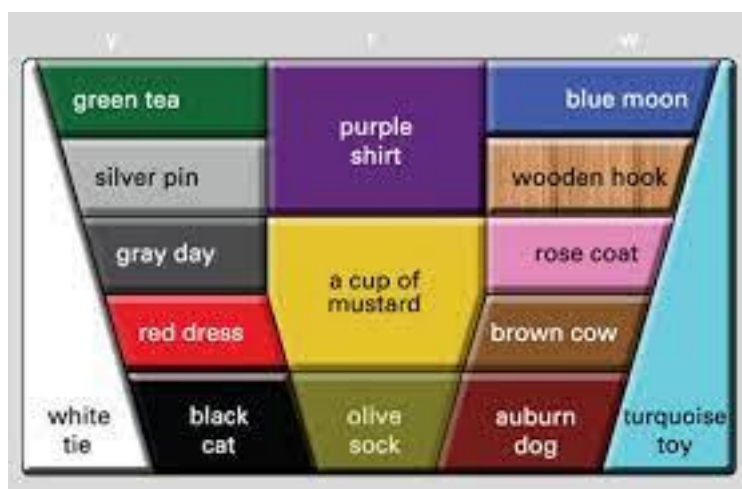 y r w
green tea
purple
shirt
blue moon
silver pin
wooden hook
gray day
a cup of
mustard
rose coat
red dress
brown cow
white
tie
black
cat
olive
sock
auburn
dog
turquoise
toy